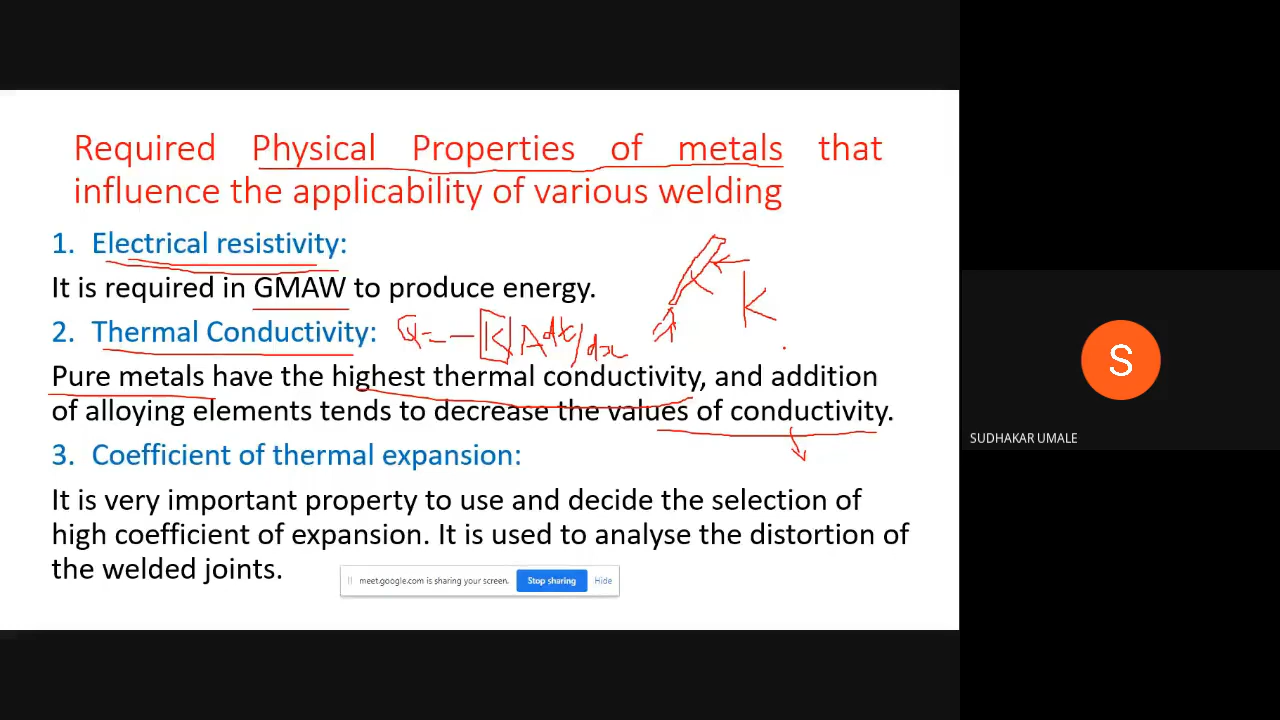 Required Physical Properties of metals that
influence the applicability of various welding
1. Electrical resistivity:
It is required in GMAW to produce energy.
K
2. Thermal Conductivity: Q = - K A dt/dx
Pure metals have the highest thermal conductivity, and addition
of alloying elements tends to decrease the values of conductivity.
3. Coefficient of thermal expansion:
It is very important property to use and decide the selection of
high coefficient of expansion. It is used to analyse the distortion of
the welded joints.
meet.google.com is sharing your screen. Stop sharing Hide
S
SUDHAKAR UMALE